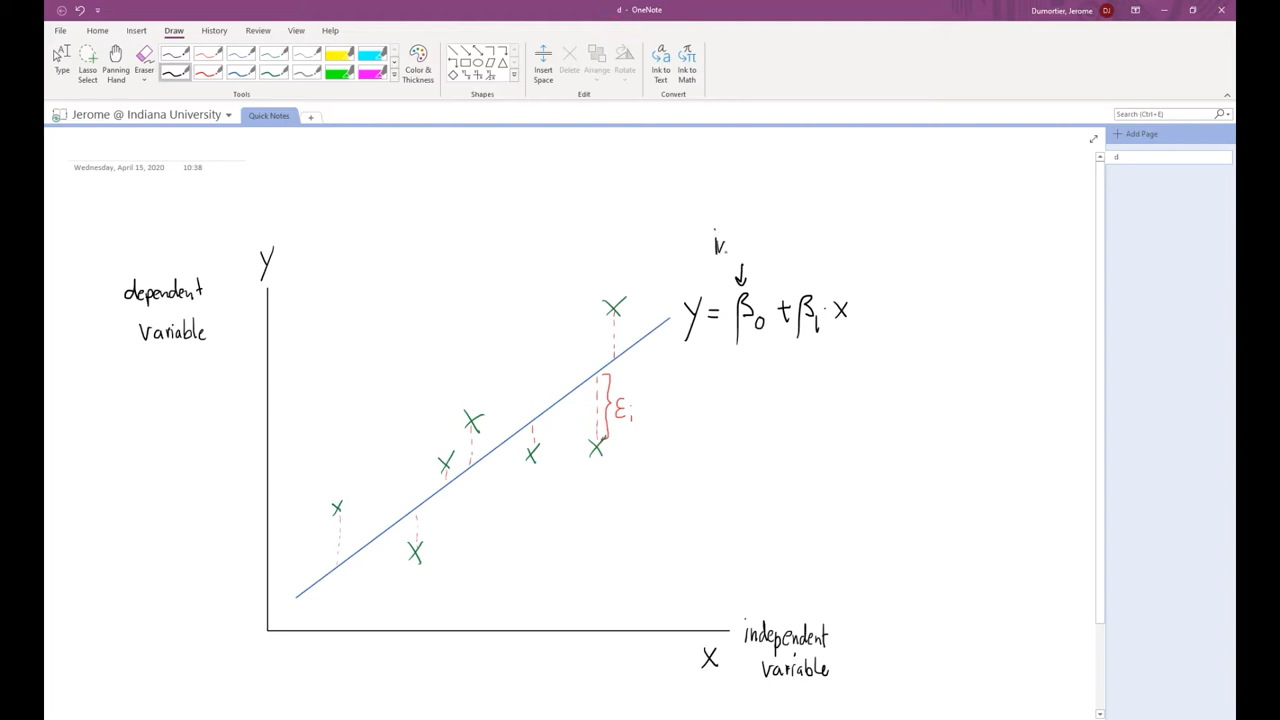 d - OneNote
Dumortier, Jerome DJ
File Home Insert Draw History Review View Help
Type Lasso Select Panning Hand Eraser Color & Thickness Insert Space Delete Arrange Rotate Ink to Text Ink to Math
Tools Shapes Edit Convert
Jerome @ Indiana University Quick Notes Search (Ctrl+E)
Add Page
d
Wednesday, April 15, 2020 10:38
Y
dependent
variable
y = β₀ + β₁ · x
εᵢ
independent
variable
X